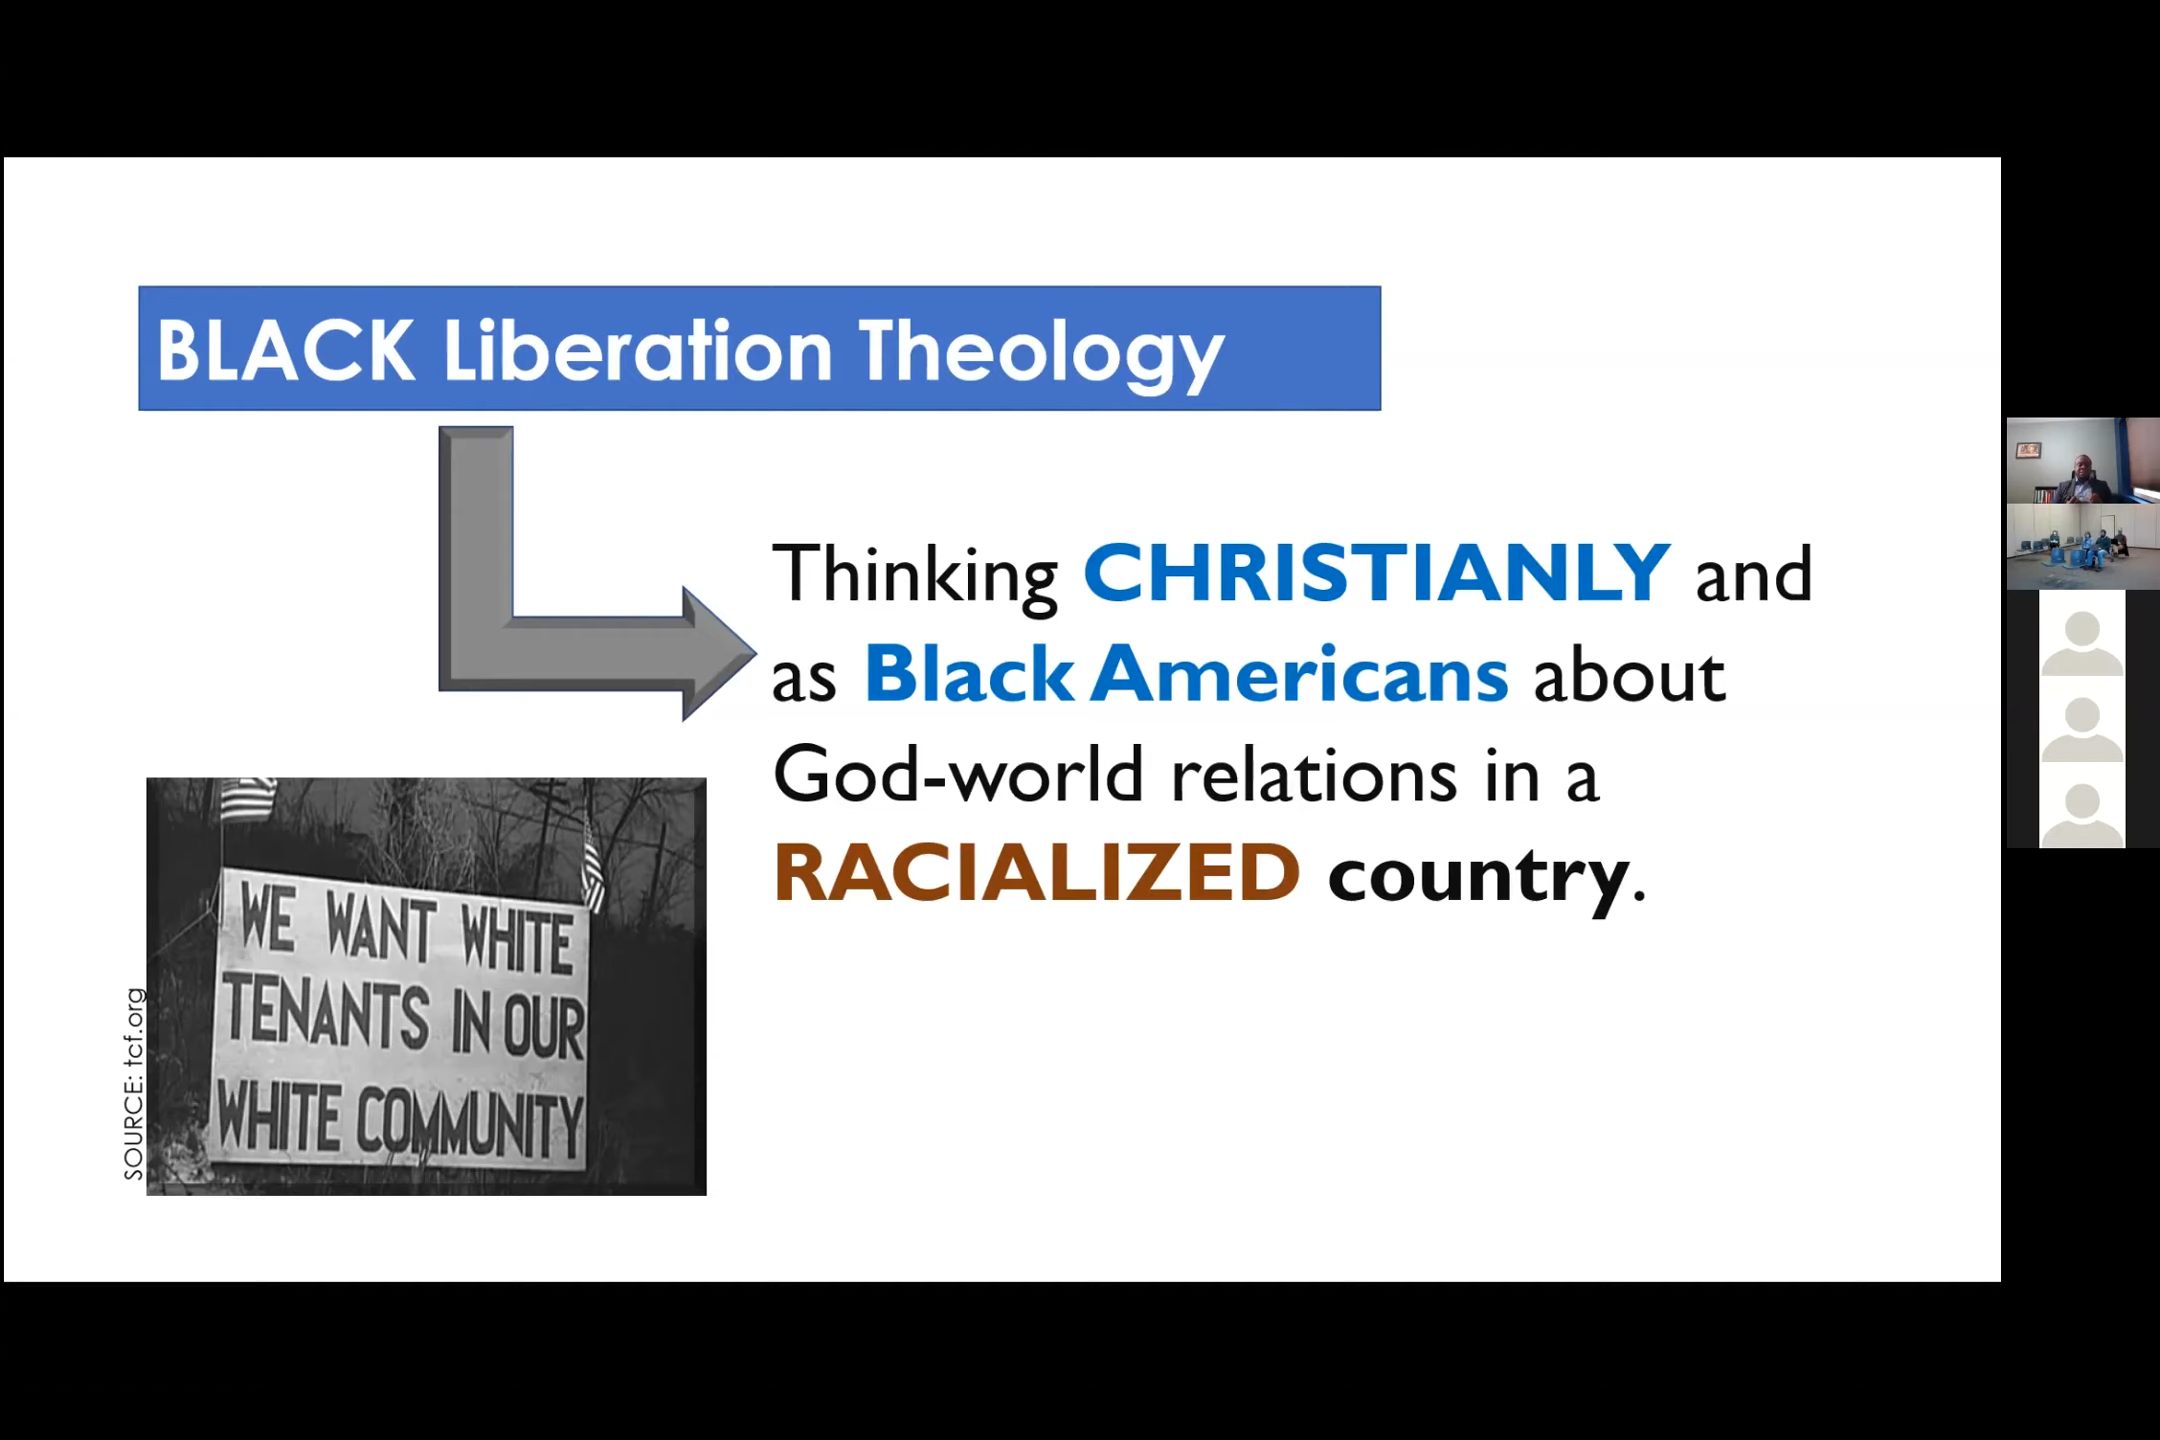 BLACK Liberation Theology
Thinking CHRISTIANLY and
as Black Americans about
God-world relations in a
RACIALIZED country.
WE WANT WHITE
TENANTS IN OUR
WHITE COMMUNITY
SOURCE: tcf.org